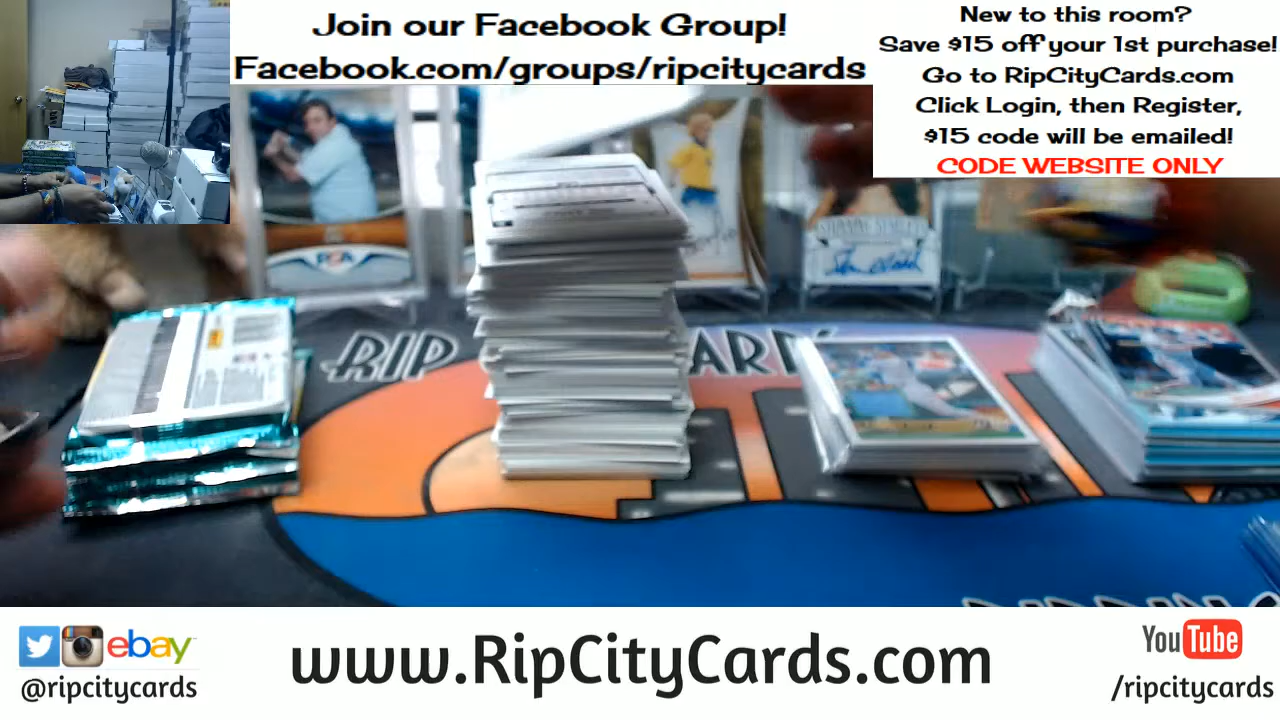 Join our Facebook Group!
Facebook.com/groups/ripcitycards
New to this room?
Save $15 off your 1st purchase!
Go to RipCityCards.com
Click Login, then Register,
$15 code will be emailed!
CODE WEBSITE ONLY
RIP
ebay
@ripcitycards
www.RipCityCards.com
YouTube
/ripcitycards